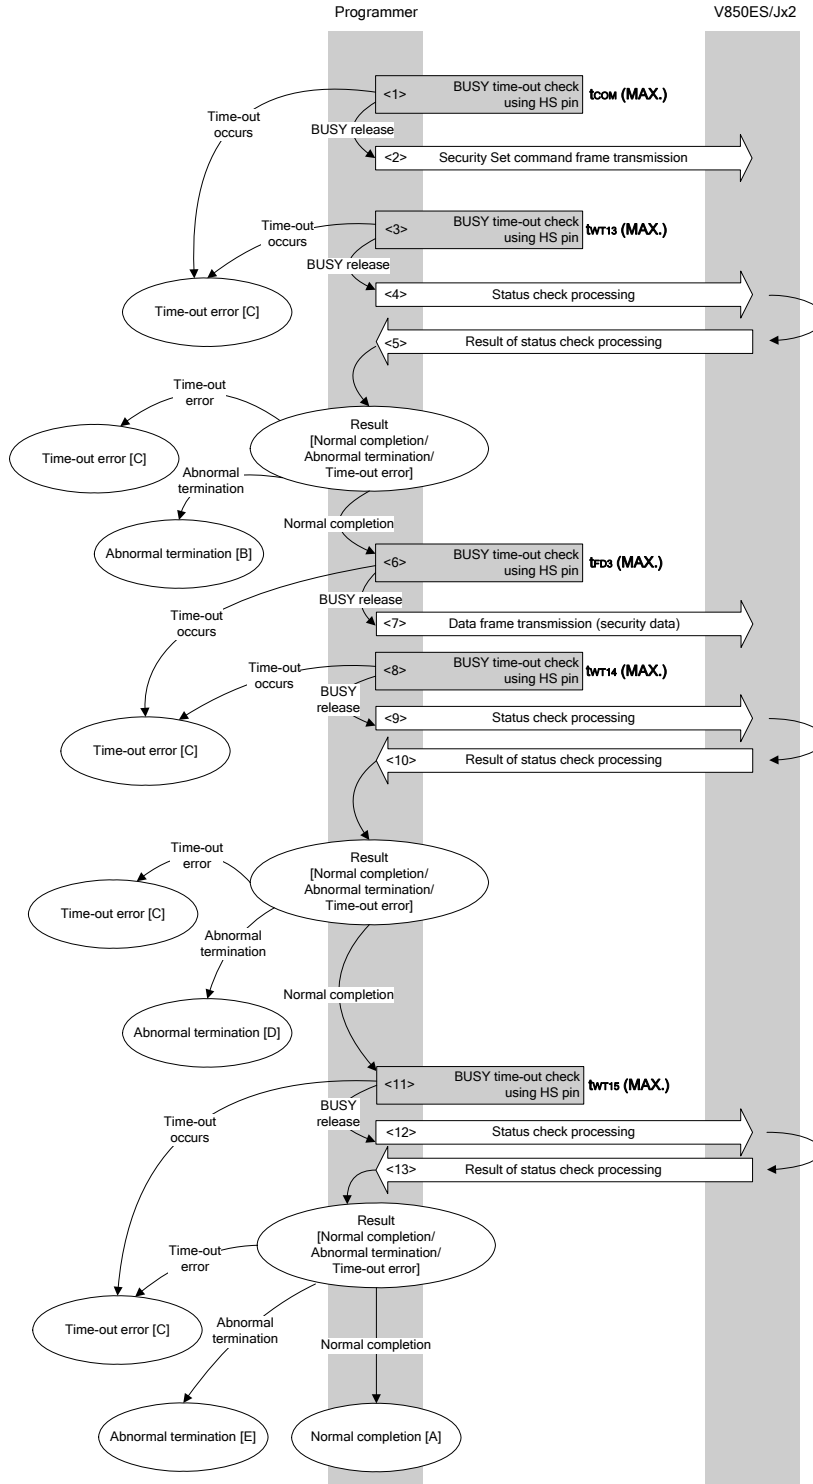 Programmer
V850ES/Jx2
<1>
BUSY time-out check
using HS pin
tCOM (MAX.)
Time-out
occurs
BUSY release
<2>
Security Set command frame transmission
<3>
BUSY time-out check
using HS pin
tWT13 (MAX.)
Time-out
occurs
BUSY release
<4>
Status check processing
Time-out error [C]
<5>
Result of status check processing
Time-out
error
Result
[Normal completion/
Abnormal termination/
Time-out error]
Time-out error [C]
Abnormal
termination
Normal completion
Abnormal termination [B]
<6>
BUSY time-out check
using HS pin
tFD3 (MAX.)
BUSY release
Time-out
occurs
<7>
Data frame transmission (security data)
<8>
BUSY time-out check
using HS pin
tWT14 (MAX.)
Time-out
occurs
BUSY
release
<9>
Status check processing
Time-out error [C]
<10>
Result of status check processing
Time-out
error
Result
[Normal completion/
Abnormal termination/
Time-out error]
Time-out error [C]
Abnormal
termination
Normal completion
Abnormal termination [D]
<11>
BUSY time-out check
using HS pin
tWT15 (MAX.)
BUSY
release
Time-out
occurs
<12>
Status check processing
<13>
Result of status check processing
Result
[Normal completion/
Abnormal termination/
Time-out error]
Time-out
error
Time-out error [C]
Abnormal
termination
Normal completion
Abnormal termination [E]
Normal completion [A]